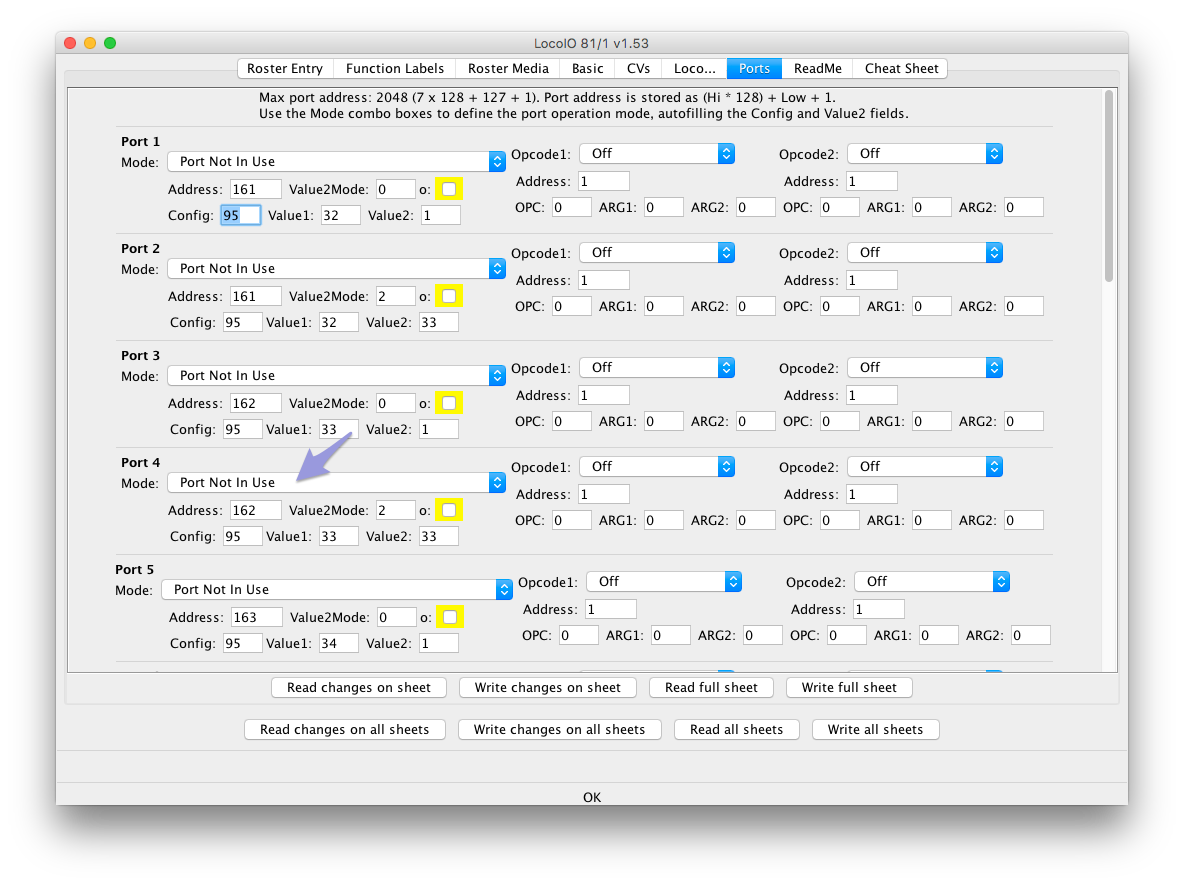 LocoIO 81/1 v1.53
Roster Entry Function Labels Roster Media Basic CVs Loco... Ports ReadMe Cheat Sheet
Max port address: 2048 (7 x 128 + 127 + 1). Port address is stored as (Hi * 128) + Low + 1.
Use the Mode combo boxes to define the port operation mode, autofilling the Config and Value2 fields.
Port 1
Mode: Port Not In Use Opcode1: Off Opcode2: Off
Address: 161 Value2Mode: 0 o: Address: 1 Address: 1
Config: 95 Value1: 32 Value2: 1 OPC: 0 ARG1: 0 ARG2: 0 OPC: 0 ARG1: 0 ARG2: 0
Port 2
Mode: Port Not In Use Opcode1: Off Opcode2: Off
Address: 161 Value2Mode: 2 o: Address: 1 Address: 1
Config: 95 Value1: 32 Value2: 33 OPC: 0 ARG1: 0 ARG2: 0 OPC: 0 ARG1: 0 ARG2: 0
Port 3
Mode: Port Not In Use Opcode1: Off Opcode2: Off
Address: 162 Value2Mode: 0 o: Address: 1 Address: 1
Config: 95 Value1: 33 Value2: 1 OPC: 0 ARG1: 0 ARG2: 0 OPC: 0 ARG1: 0 ARG2: 0
Port 4
Mode: Port Not In Use Opcode1: Off Opcode2: Off
Address: 162 Value2Mode: 2 o: Address: 1 Address: 1
Config: 95 Value1: 33 Value2: 33 OPC: 0 ARG1: 0 ARG2: 0 OPC: 0 ARG1: 0 ARG2: 0
Port 5
Mode: Port Not In Use Opcode1: Off Opcode2: Off
Address: 163 Value2Mode: 0 o: Address: 1 Address: 1
Config: 95 Value1: 34 Value2: 1 OPC: 0 ARG1: 0 ARG2: 0 OPC: 0 ARG1: 0 ARG2: 0
Read changes on sheet Write changes on sheet Read full sheet Write full sheet
Read changes on all sheets Write changes on all sheets Read all sheets Write all sheets
OK